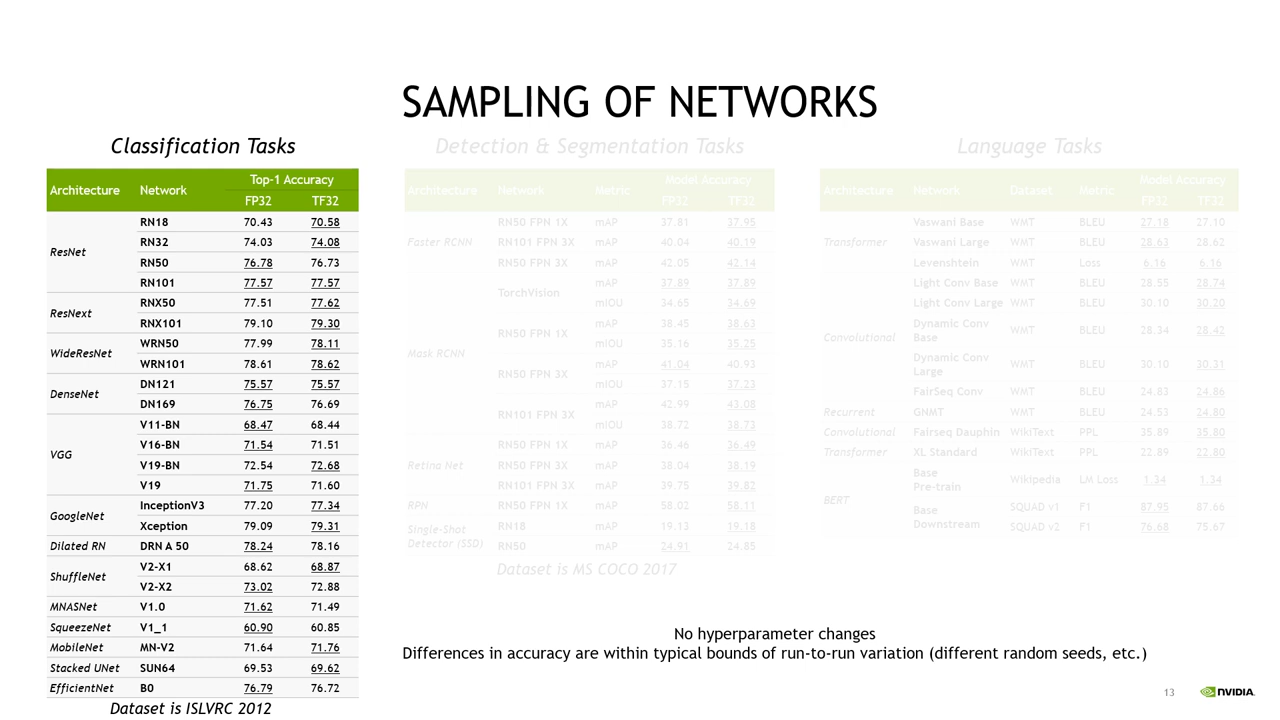 SAMPLING OF NETWORKS
Classification Tasks
Architecture Network Top-1 Accuracy
FP32 TF32
ResNet
RN18 70.43 70.58
RN32 74.03 74.08
RN50 76.78 76.73
RN101 77.57 77.57
ResNext
RNX50 77.51 77.62
RNX101 79.10 79.30
WideResNet
WRN50 77.99 78.11
WRN101 78.61 78.62
DenseNet
DN121 75.57 75.57
DN169 76.75 76.69
VGG
V11-BN 68.47 68.44
V16-BN 71.54 71.51
V19-BN 72.54 72.68
V19 71.75 71.60
GoogleNet
InceptionV3 77.20 77.34
Xception 79.09 79.31
Dilated RN DRN A 50 78.24 78.16
ShuffleNet
V2-X1 68.62 68.87
V2-X2 73.02 72.88
MNASNet V1.0 71.62 71.49
SqueezeNet V1_1 60.90 60.85
MobileNet MN-V2 71.64 71.76
Stacked UNet SUN64 69.53 69.62
EfficientNet B0 76.79 76.72
Dataset is ISLVRC 2012
Detection & Segmentation Tasks
Architecture Network Metric Model Accuracy
FP32 TF32
Faster RCNN
RN50 FPN 1X mAP 37.81 37.95
RN101 FPN 3X mAP 40.04 40.19
RN50 FPN 3X mAP 42.05 42.14
Mask RCNN
TorchVision
mAP 37.89 37.89
mIOU 34.65 34.69
RN50 FPN 1X
mAP 38.45 38.63
mIOU 35.16 35.25
RN50 FPN 3X
mAP 41.04 40.93
mIOU 37.15 37.23
RN101 FPN 3X
mAP 42.99 43.08
mIOU 38.72 38.73
Retina Net
RN50 FPN 1X mAP 36.46 36.49
RN50 FPN 3X mAP 38.04 38.19
RN101 FPN 3X mAP 39.75 39.82
RPN RN50 FPN 1X mAP 58.02 58.11
Single-Shot
Detector (SSD)
RN18 mAP 19.13 19.18
RN50 mAP 24.91 24.85
Dataset is MS COCO 2017
Language Tasks
Architecture Network Dataset Metric Model Accuracy
FP32 TF32
Transformer
Vaswani Base WMT BLEU 27.18 27.10
Vaswani Large WMT BLEU 28.63 28.62
Levenshtein WMT Loss 6.16 6.16
Convolutional
Light Conv Base WMT BLEU 28.55 28.74
Light Conv Large WMT BLEU 30.10 30.20
Dynamic Conv
Base
WMT BLEU 28.34 28.42
Dynamic Conv
Large
WMT BLEU 30.10 30.31
FairSeq Conv WMT BLEU 24.83 24.86
Recurrent GNMT WMT BLEU 24.53 24.80
Convolutional Fairseq Dauphin WikiText PPL 35.89 35.80
Transformer XL Standard WikiText PPL 22.89 22.80
BERT
Base
Pre-train
Wikipedia LM Loss 1.34 1.34
Base
Downstream
SQUAD v1 F1 87.95 87.66
SQUAD v2 F1 76.68 75.67
No hyperparameter changes
Differences in accuracy are within typical bounds of run-to-run variation (different random seeds, etc.)
13 NVIDIA.